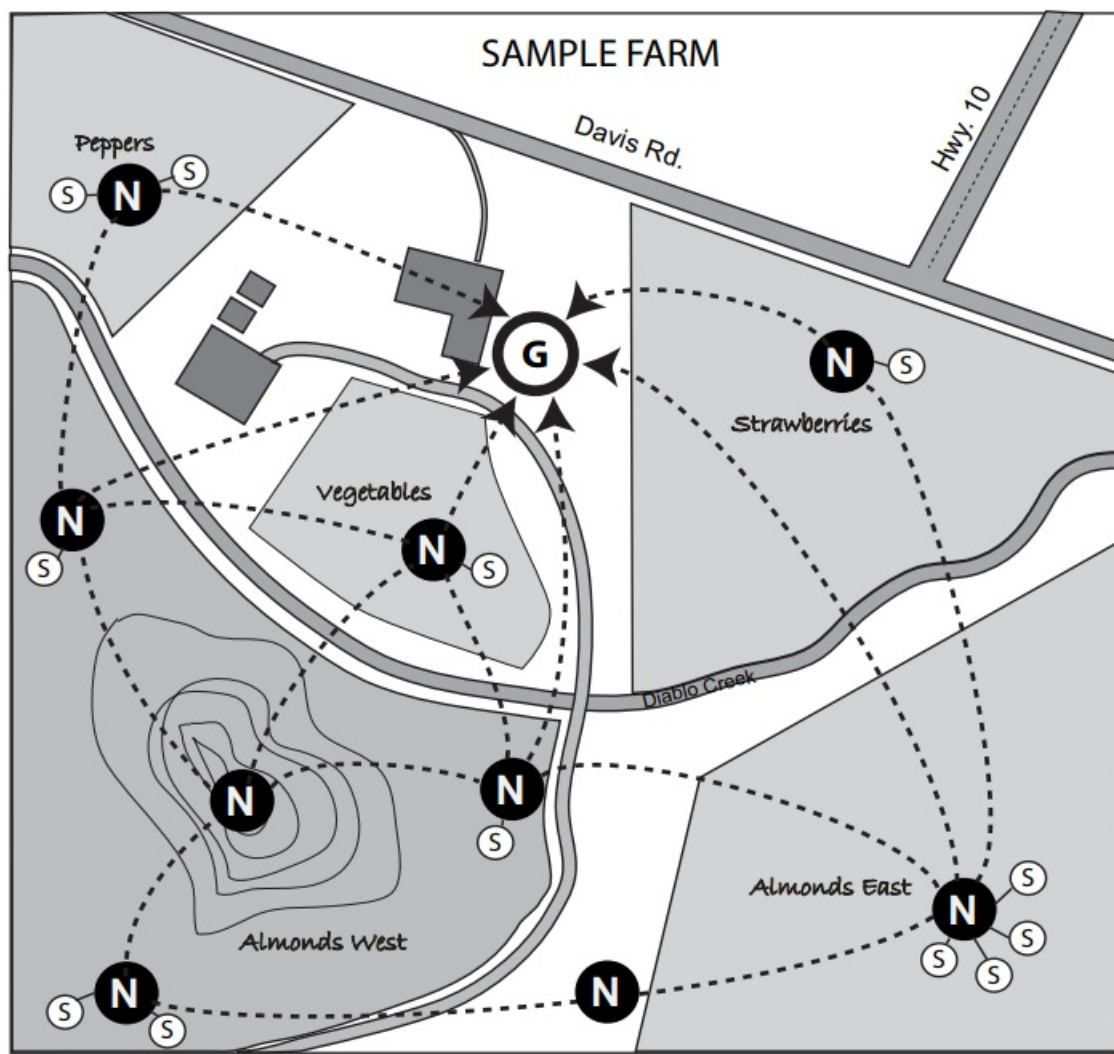 SAMPLE FARM
Davis Rd.
Hwy. 10
Peppers
S
S
N
G
N
S
Strawberries
Vegetables
N
S
N
S
Diablo Creek
N
N
S
Almonds East
N
S
S
S
S
Almonds West
N
S
S
N